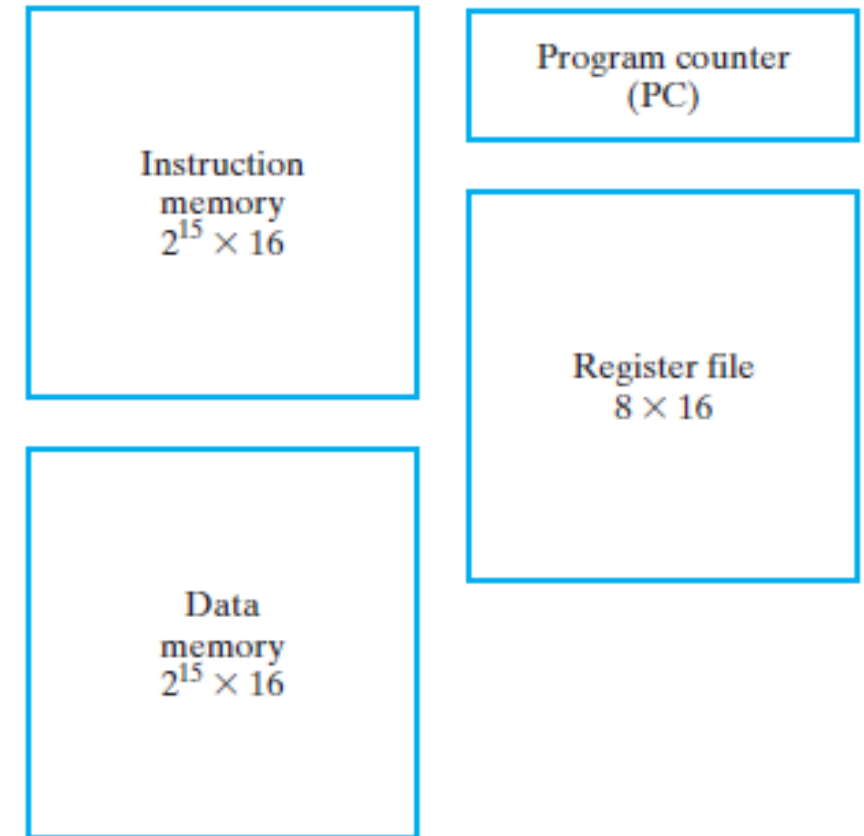 Instruction
memory
2¹⁵ × 16
Program counter
(PC)
Register file
8 × 16
Data
memory
2¹⁵ × 16